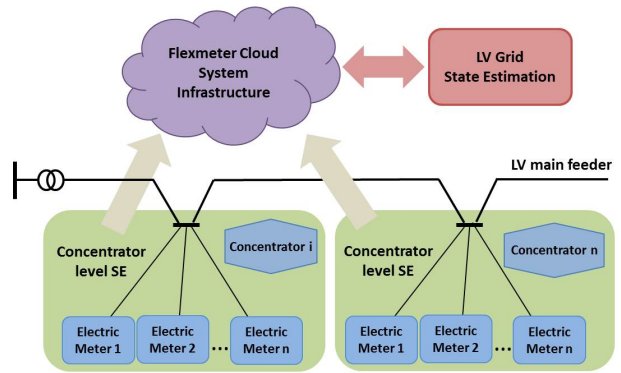 Flexmeter Cloud
System
Infrastructure
LV Grid
State Estimation
LV main feeder
Concentrator
level SE
Concentrator i
Electric
Meter 1
Electric
Meter 2
...
Electric
Meter n
Concentrator
level SE
Concentrator n
Electric
Meter 1
Electric
Meter 2
...
Electric
Meter n